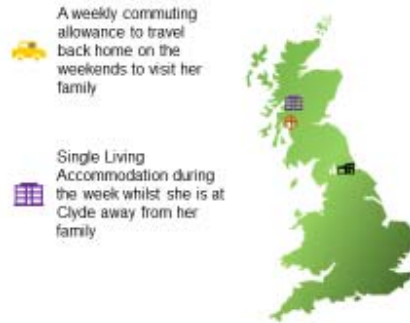 A weekly commuting
allowance to travel
back home on the
weekends to visit her
family
Single Living
Accommodation during
the week whilst she is at
Clyde away from her
family